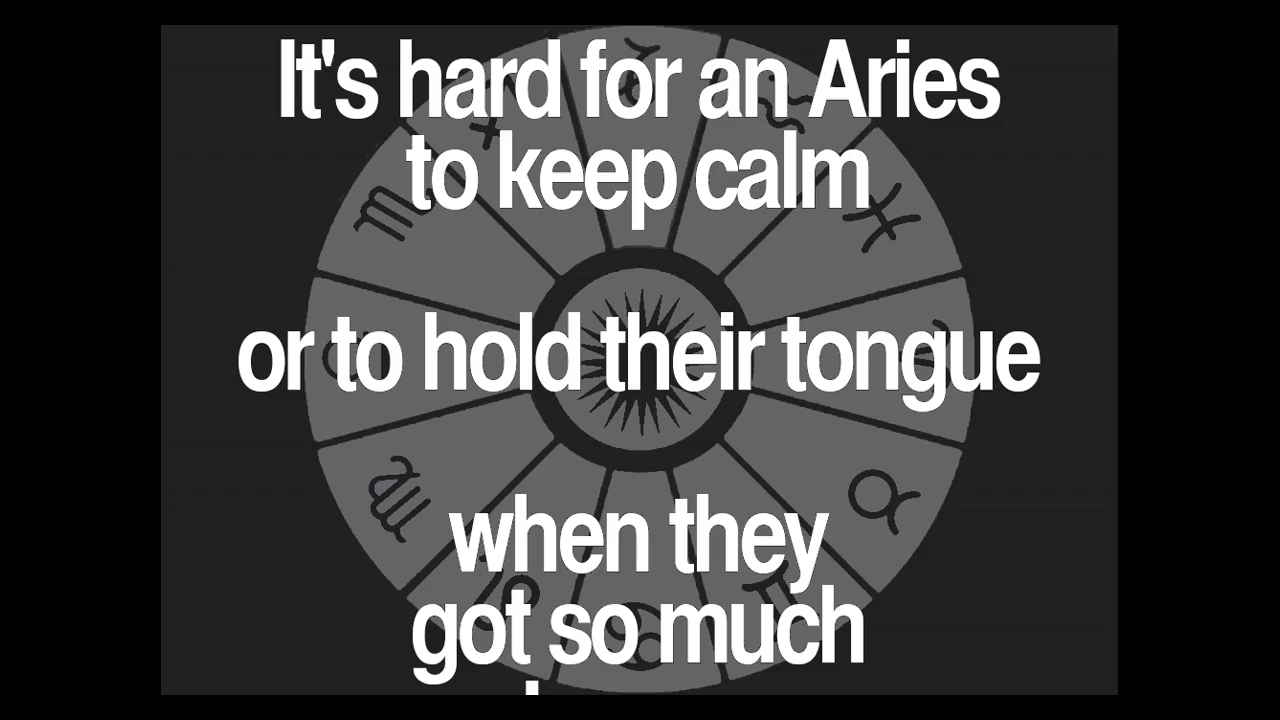 It's hard for an Aries
to keep calm
or to hold their tongue
when they
got so much